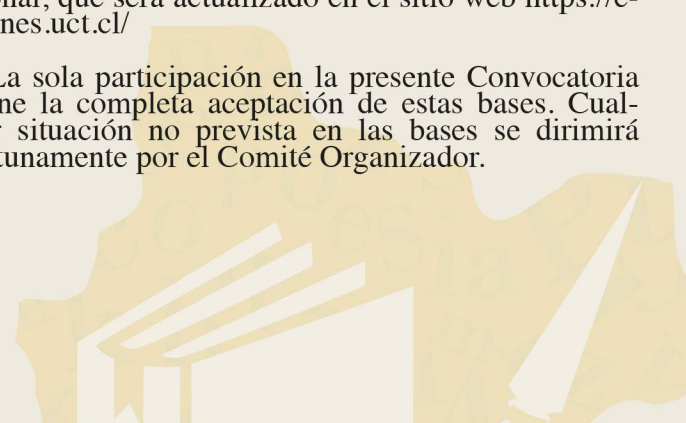 que será actualizado en el sitio web https://e-
nes.uct.cl/
La sola participación en la presente Convocatoria
ne la completa aceptación de estas bases. Cual-
situación no prevista en las bases se dirimirá
tunamente por el Comité Organizador.
Poesía